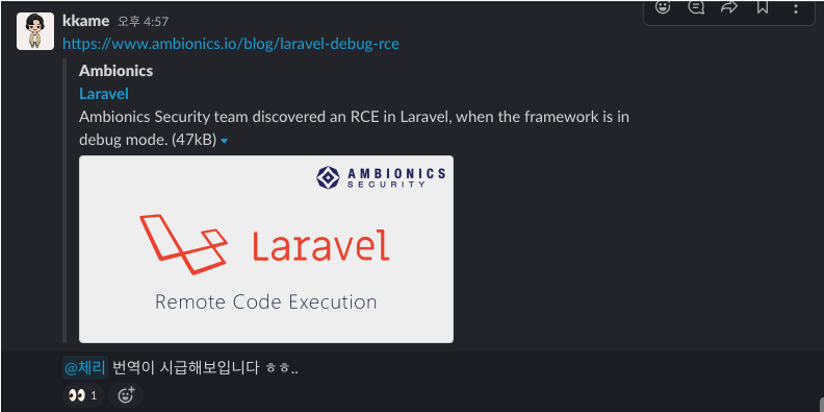 kkame 오후 4:57
https://www.ambionics.io/blog/laravel-debug-rce
Ambionics
Laravel
Ambionics Security team discovered an RCE in Laravel, when the framework is in
debug mode. (47kB)
AMBIONICS
SECURITY
Laravel
Remote Code Execution
@체리 번역이 시급해보입니다 ㅎㅎ..
1